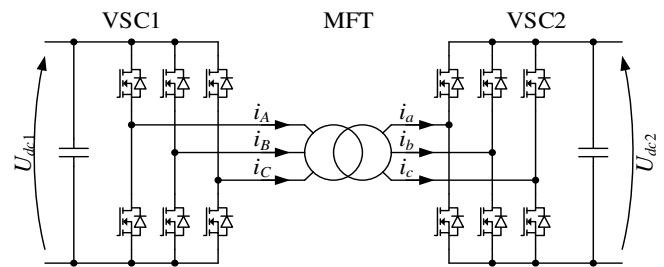 VSC1 MFT VSC2
i_A i_a
i_B i_b
i_C i_c
U_dc1 U_dc2